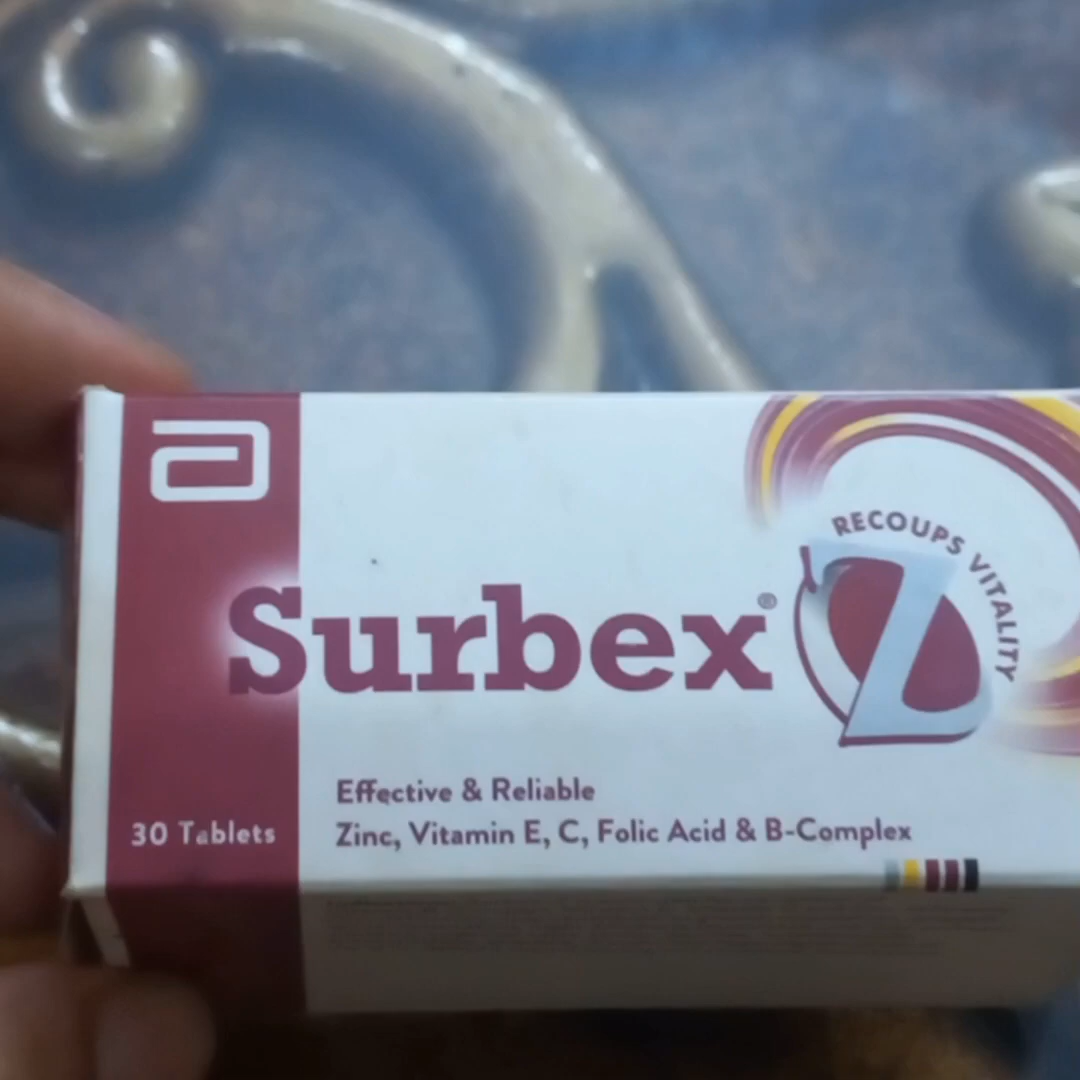 RECOUPS VITALITY
Surbex® Z
Effective & Reliable
30 Tablets
Zinc, Vitamin E, C, Folic Acid & B-Complex